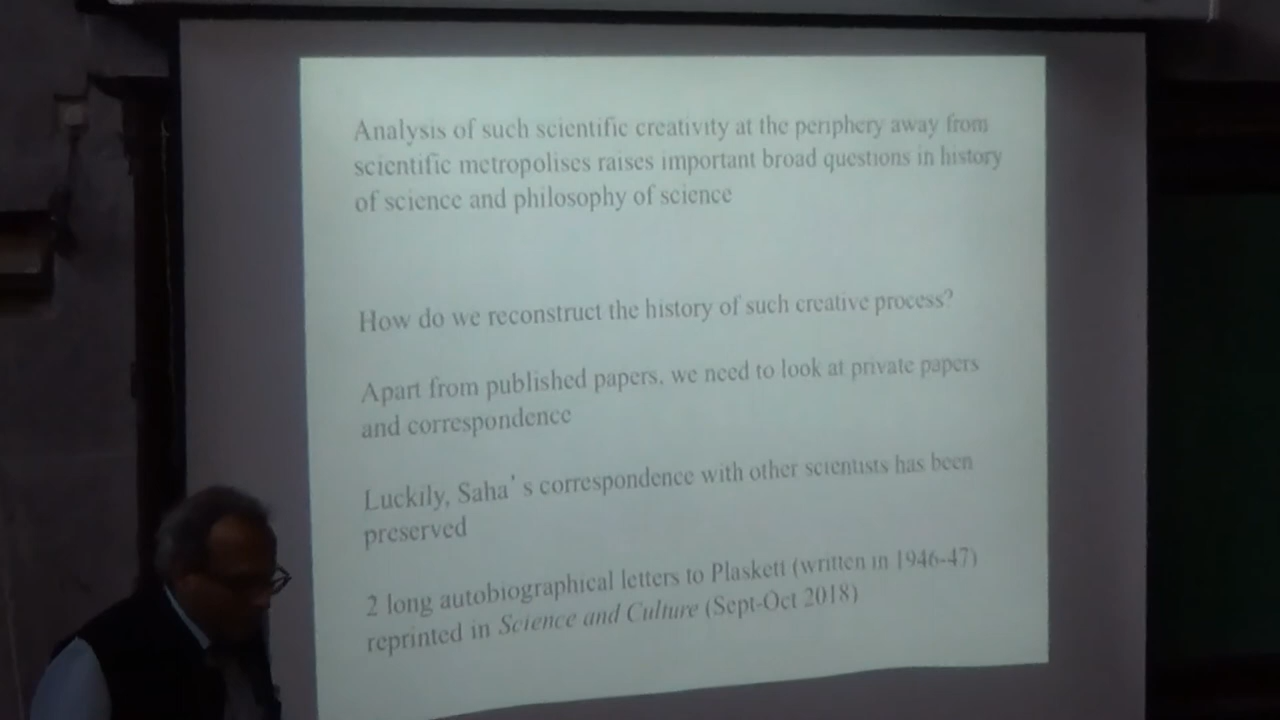 Analysis of such scientific creativity at the periphery away from
scientific metropolises raises important broad questions in history
of science and philosophy of science
How do we reconstruct the history of such creative process?
Apart from published papers, we need to look at private papers
and correspondence
Luckily, Saha's correspondence with other scientists has been
preserved
2 long autobiographical letters to Plaskett (written in 1946-47)
reprinted in Science and Culture (Sept-Oct 2018)